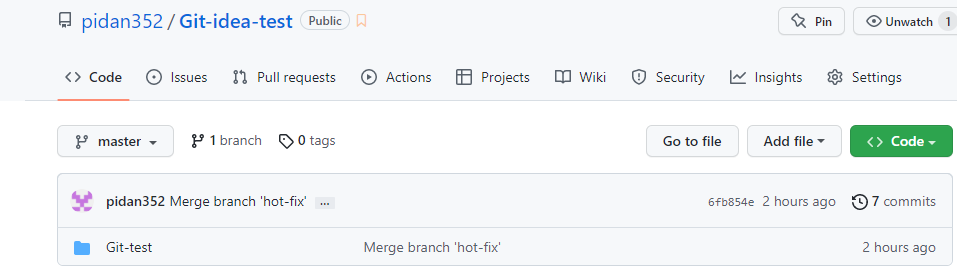 pidan352 / Git-idea-test Public Pin Unwatch 1
Code Issues Pull requests Actions Projects Wiki Security Insights Settings
master 1 branch 0 tags Go to file Add file Code
pidan352 Merge branch 'hot-fix' ... 6fb854e 2 hours ago 7 commits
Git-test Merge branch 'hot-fix' 2 hours ago